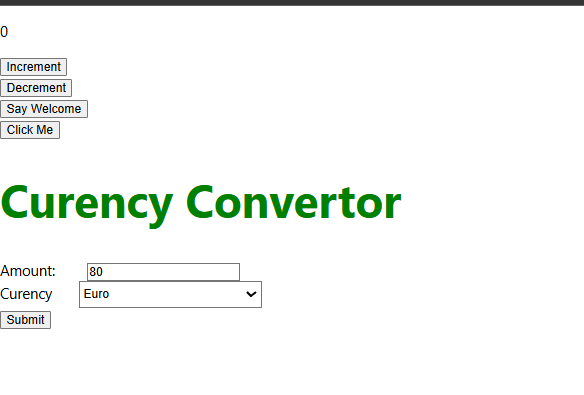 0
Increment
Decrement
Say Welcome
Click Me
Curency Convertor
Amount: 80
Curency Euro
Submit